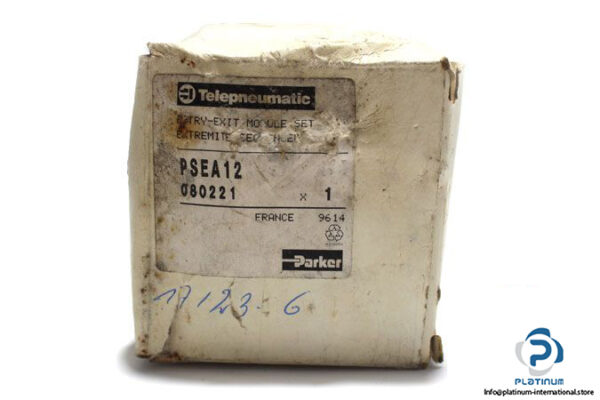 Telepneumatic
ENTRY-EXIT MODULE SET
EXTREMITE
PSEA12
080221 x 1
FRANCE 9614
Parker
17123-6
PLATINUM
info@platinum-international.store